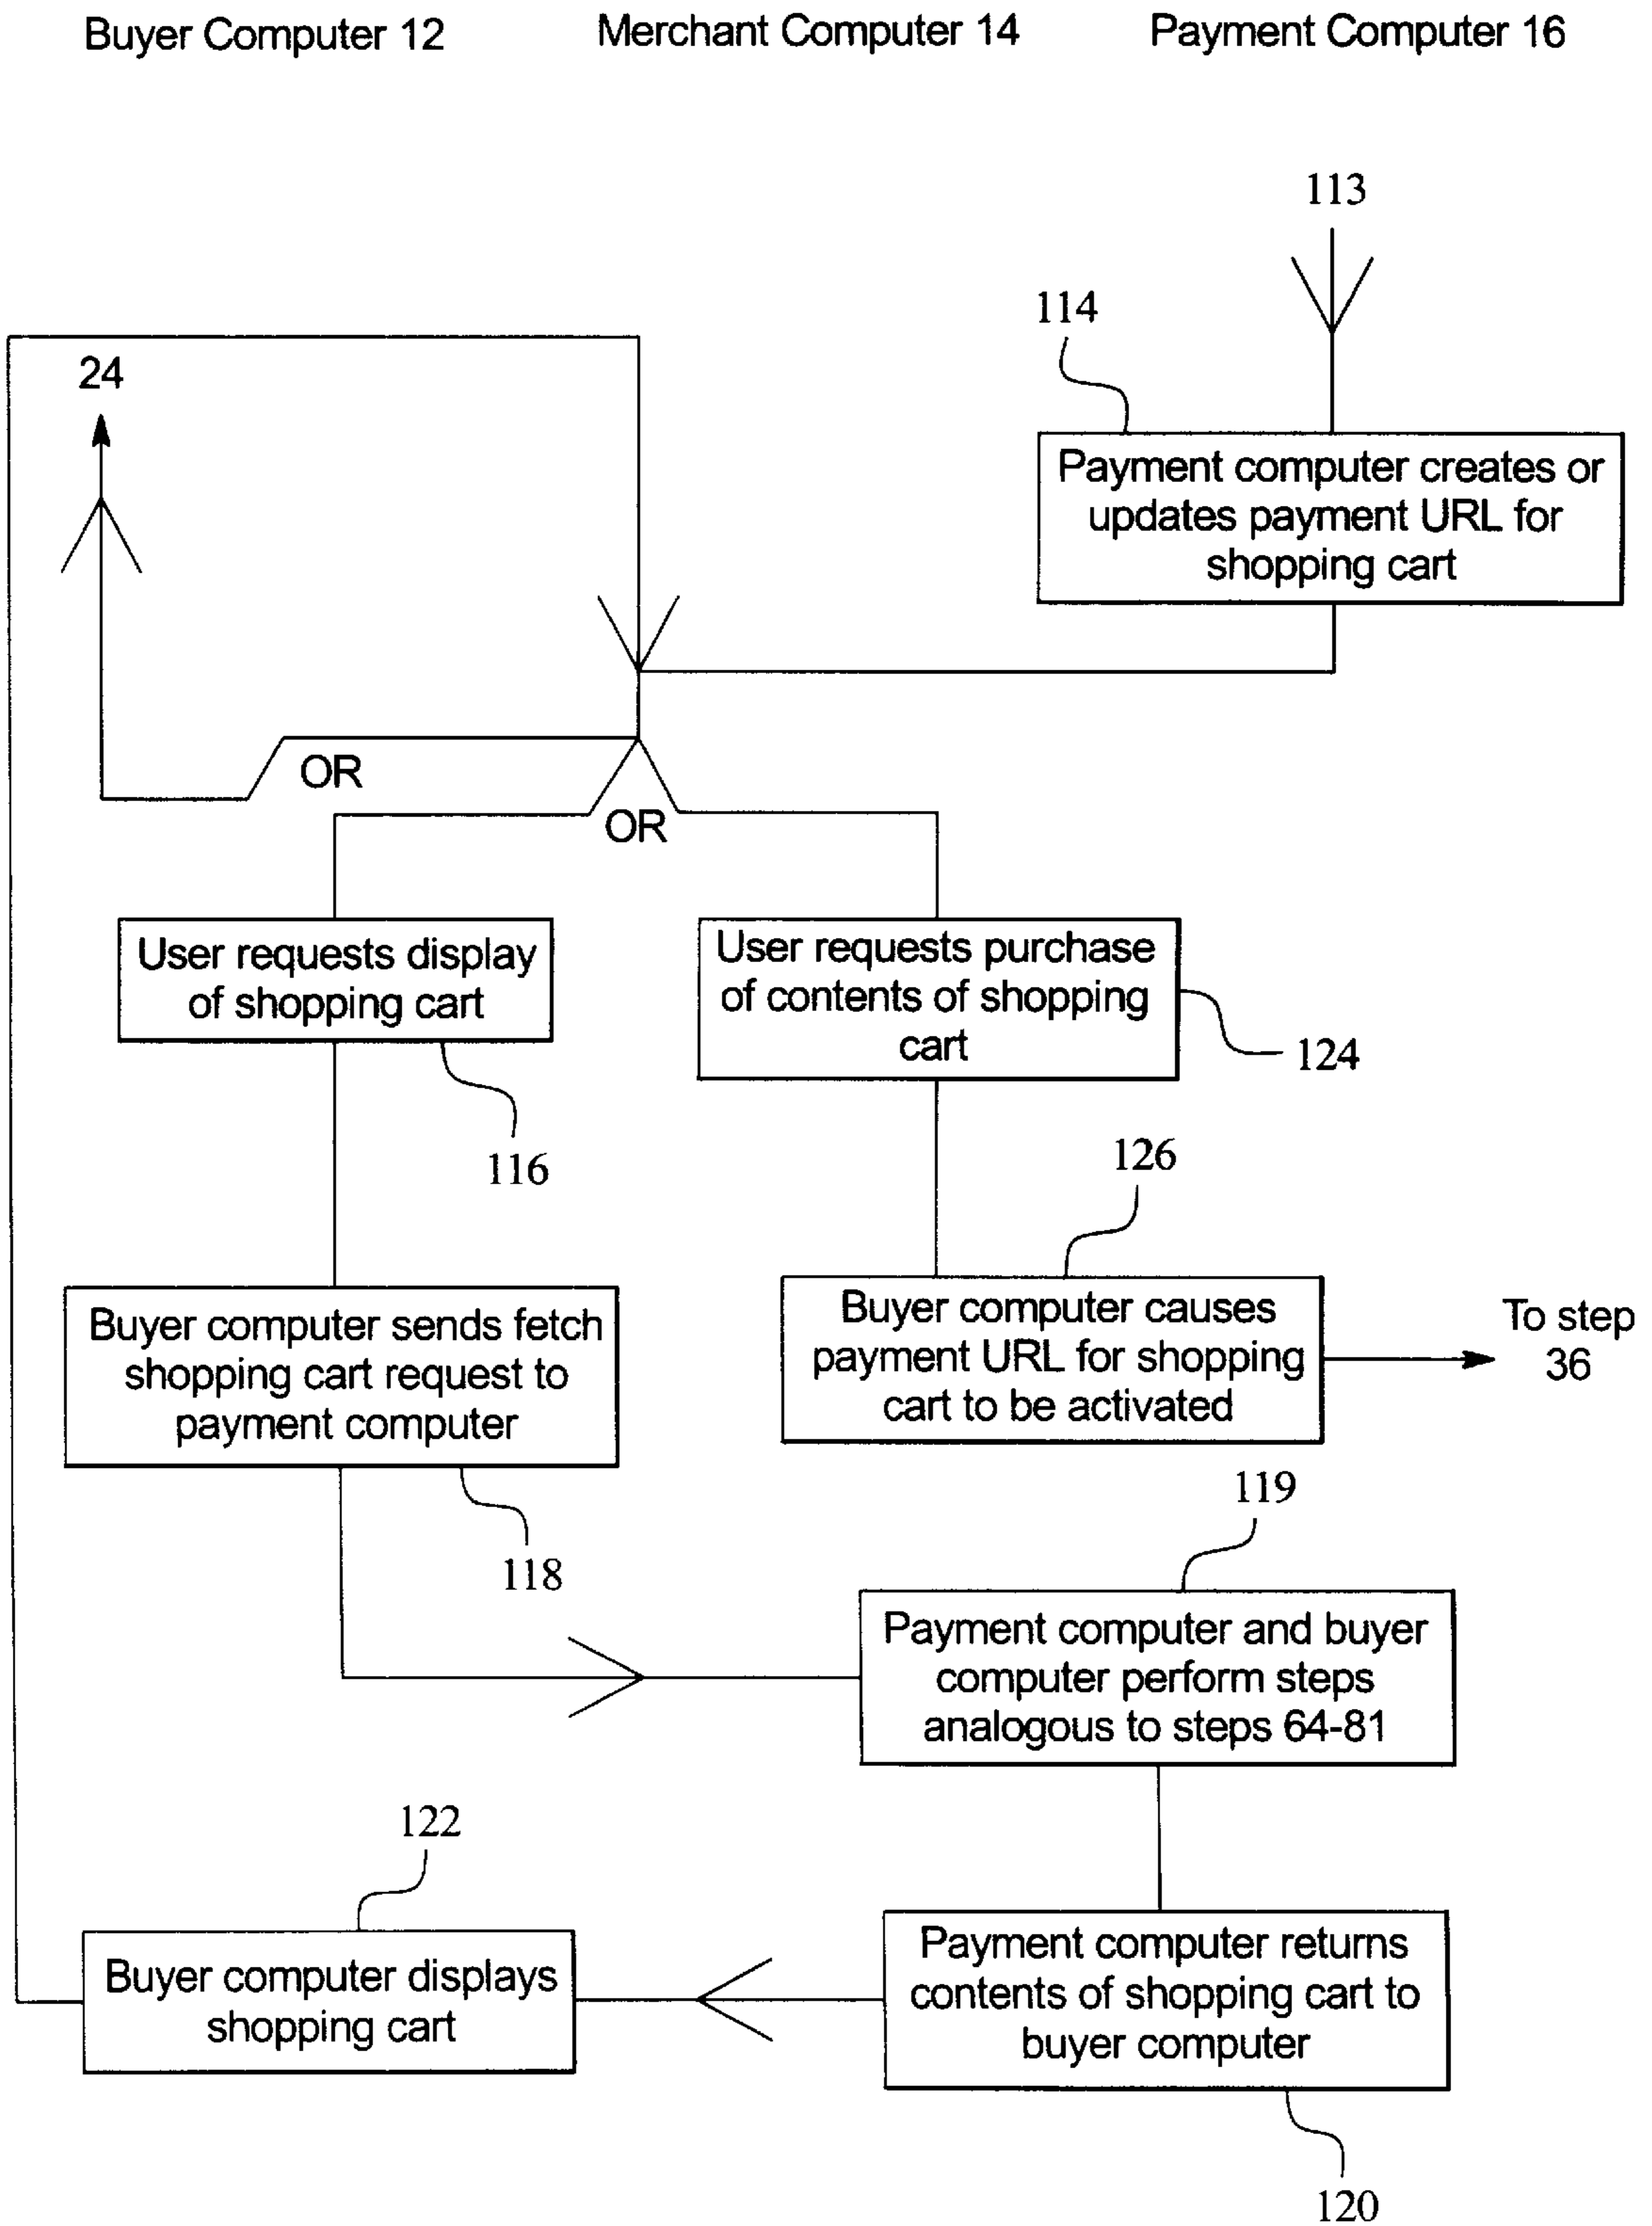 Buyer Computer 12
Merchant Computer 14
Payment Computer 16
113
114
24
Payment computer creates or
updates payment URL for
shopping cart
OR
OR
User requests display
of shopping cart
User requests purchase
of contents of shopping
cart
124
116
126
Buyer computer sends fetch
shopping cart request to
payment computer
Buyer computer causes
payment URL for shopping
cart to be activated
To step
36
119
118
Payment computer and buyer
computer perform steps
analogous to steps 64-81
122
Buyer computer displays
shopping cart
Payment computer returns
contents of shopping cart to
buyer computer
120